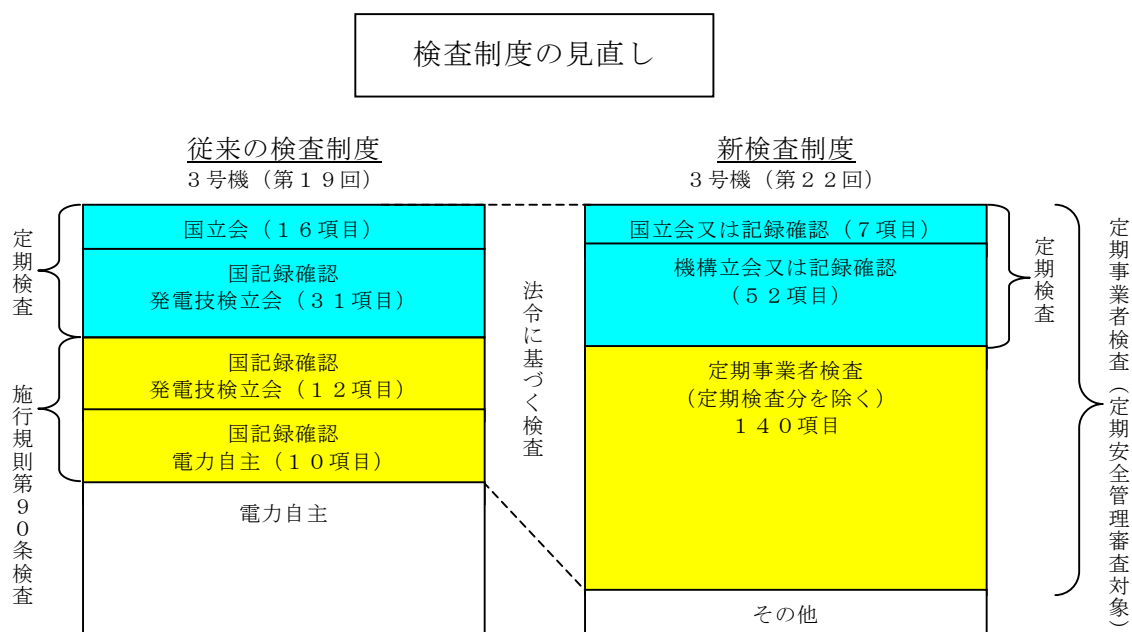 検査制度の見直し
従来の検査制度
３号機（第１９回）
定期検査
国立会（１６項目）
国記録確認
発電技検立会（３１項目）
施行規則第９０条検査
国記録確認
発電技検立会（１２項目）
国記録確認
電力自主（１０項目）
電力自主
法令に基づく検査
新検査制度
３号機（第２２回）
国立会又は記録確認（７項目）
機構立会又は記録確認
（５２項目）
定期事業者検査
(定期検査分を除く)
１４０項目
その他
定期検査
定期事業者検査（定期安全管理審査対象）